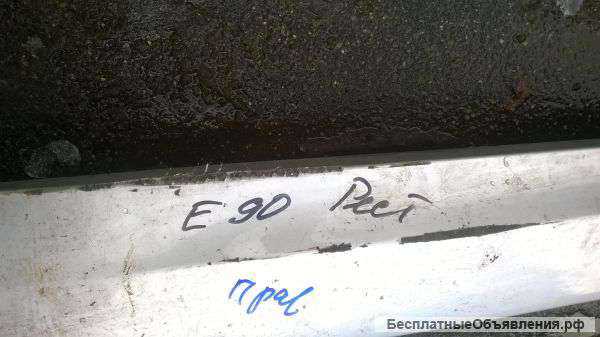 E 90 Рест
прав
БесплатныеОбъявления.рф